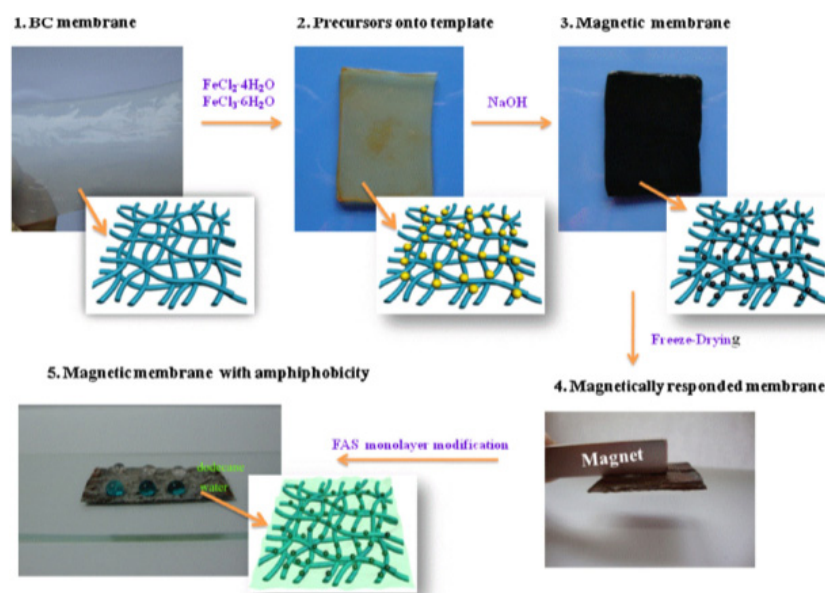 1. BC membrane
2. Precursors onto template
3. Magnetic membrane
FeCl₂·4H₂O
FeCl₃·6H₂O
NaOH
Freeze-Drying
5. Magnetic membrane with amphiphobicity
4. Magnetically responded membrane
FAS monolayer modification
Magnet
dodecane
water